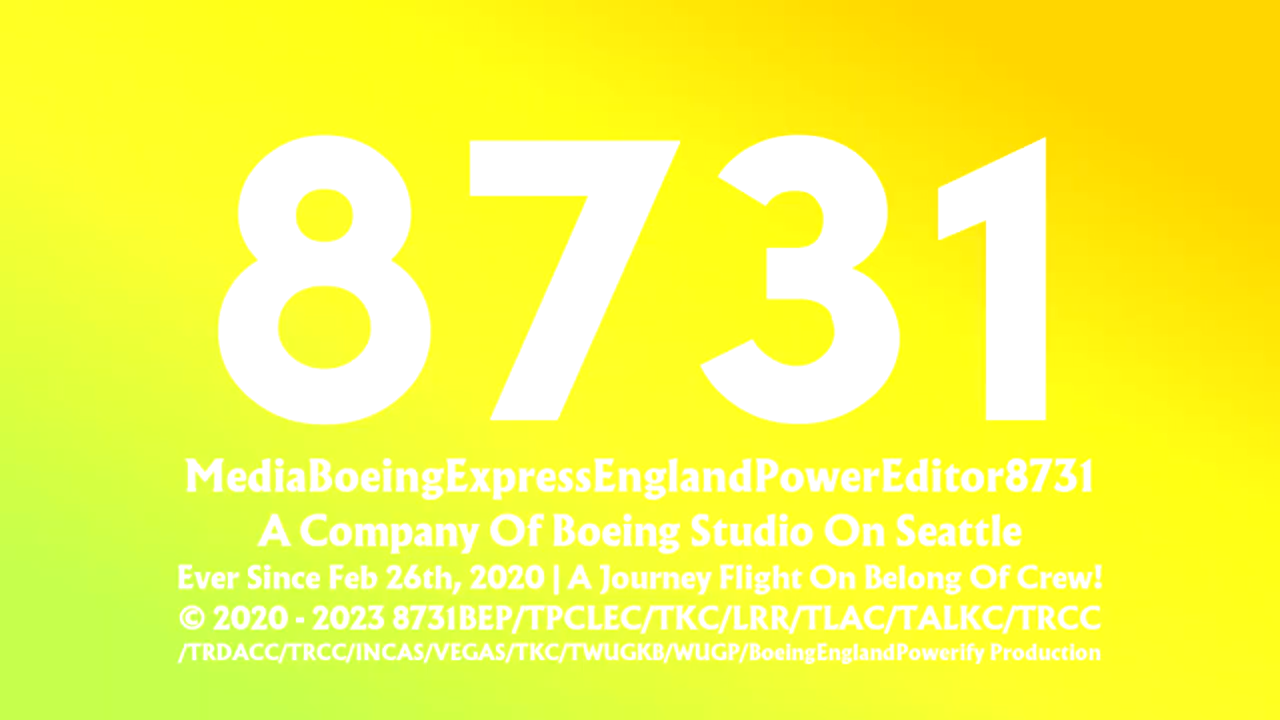 8731
MediaBoeingExpressEnglandPowerEditor8731
A Company Of Boeing Studio On Seattle
Ever Since Feb 26th, 2020 | A Journey Flight On Belong Of Crew!
© 2020 - 2023 8731BEP/TPCLEC/TKC/LRR/TLAC/TALKC/TRCC
/TRDACC/TRCC/INCAS/VEGAS/TKC/TWUGKB/WUGP/BoeingEnglandPowerify Production